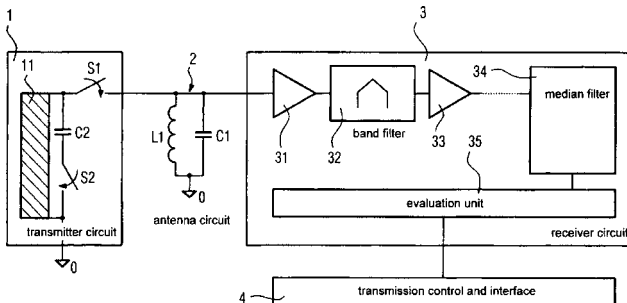 1
11
S1
C2
S2
transmitter circuit
0
2
L1
C1
0
antenna circuit
3
31
band filter
32
33
34
median filter
35
evaluation unit
receiver circuit
4
transmission control and interface